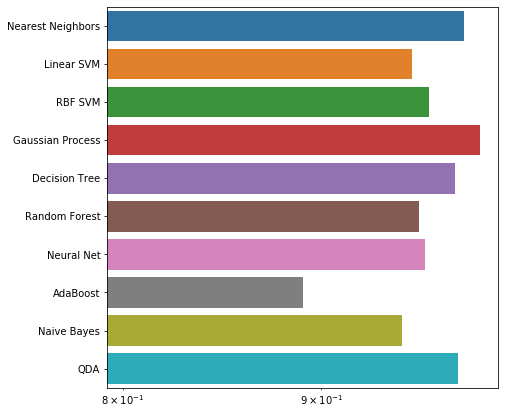 Nearest Neighbors
Linear SVM
RBF SVM
Gaussian Process
Decision Tree
Random Forest
Neural Net
AdaBoost
Naive Bayes
QDA
8 × 10⁻¹ 9 × 10⁻¹